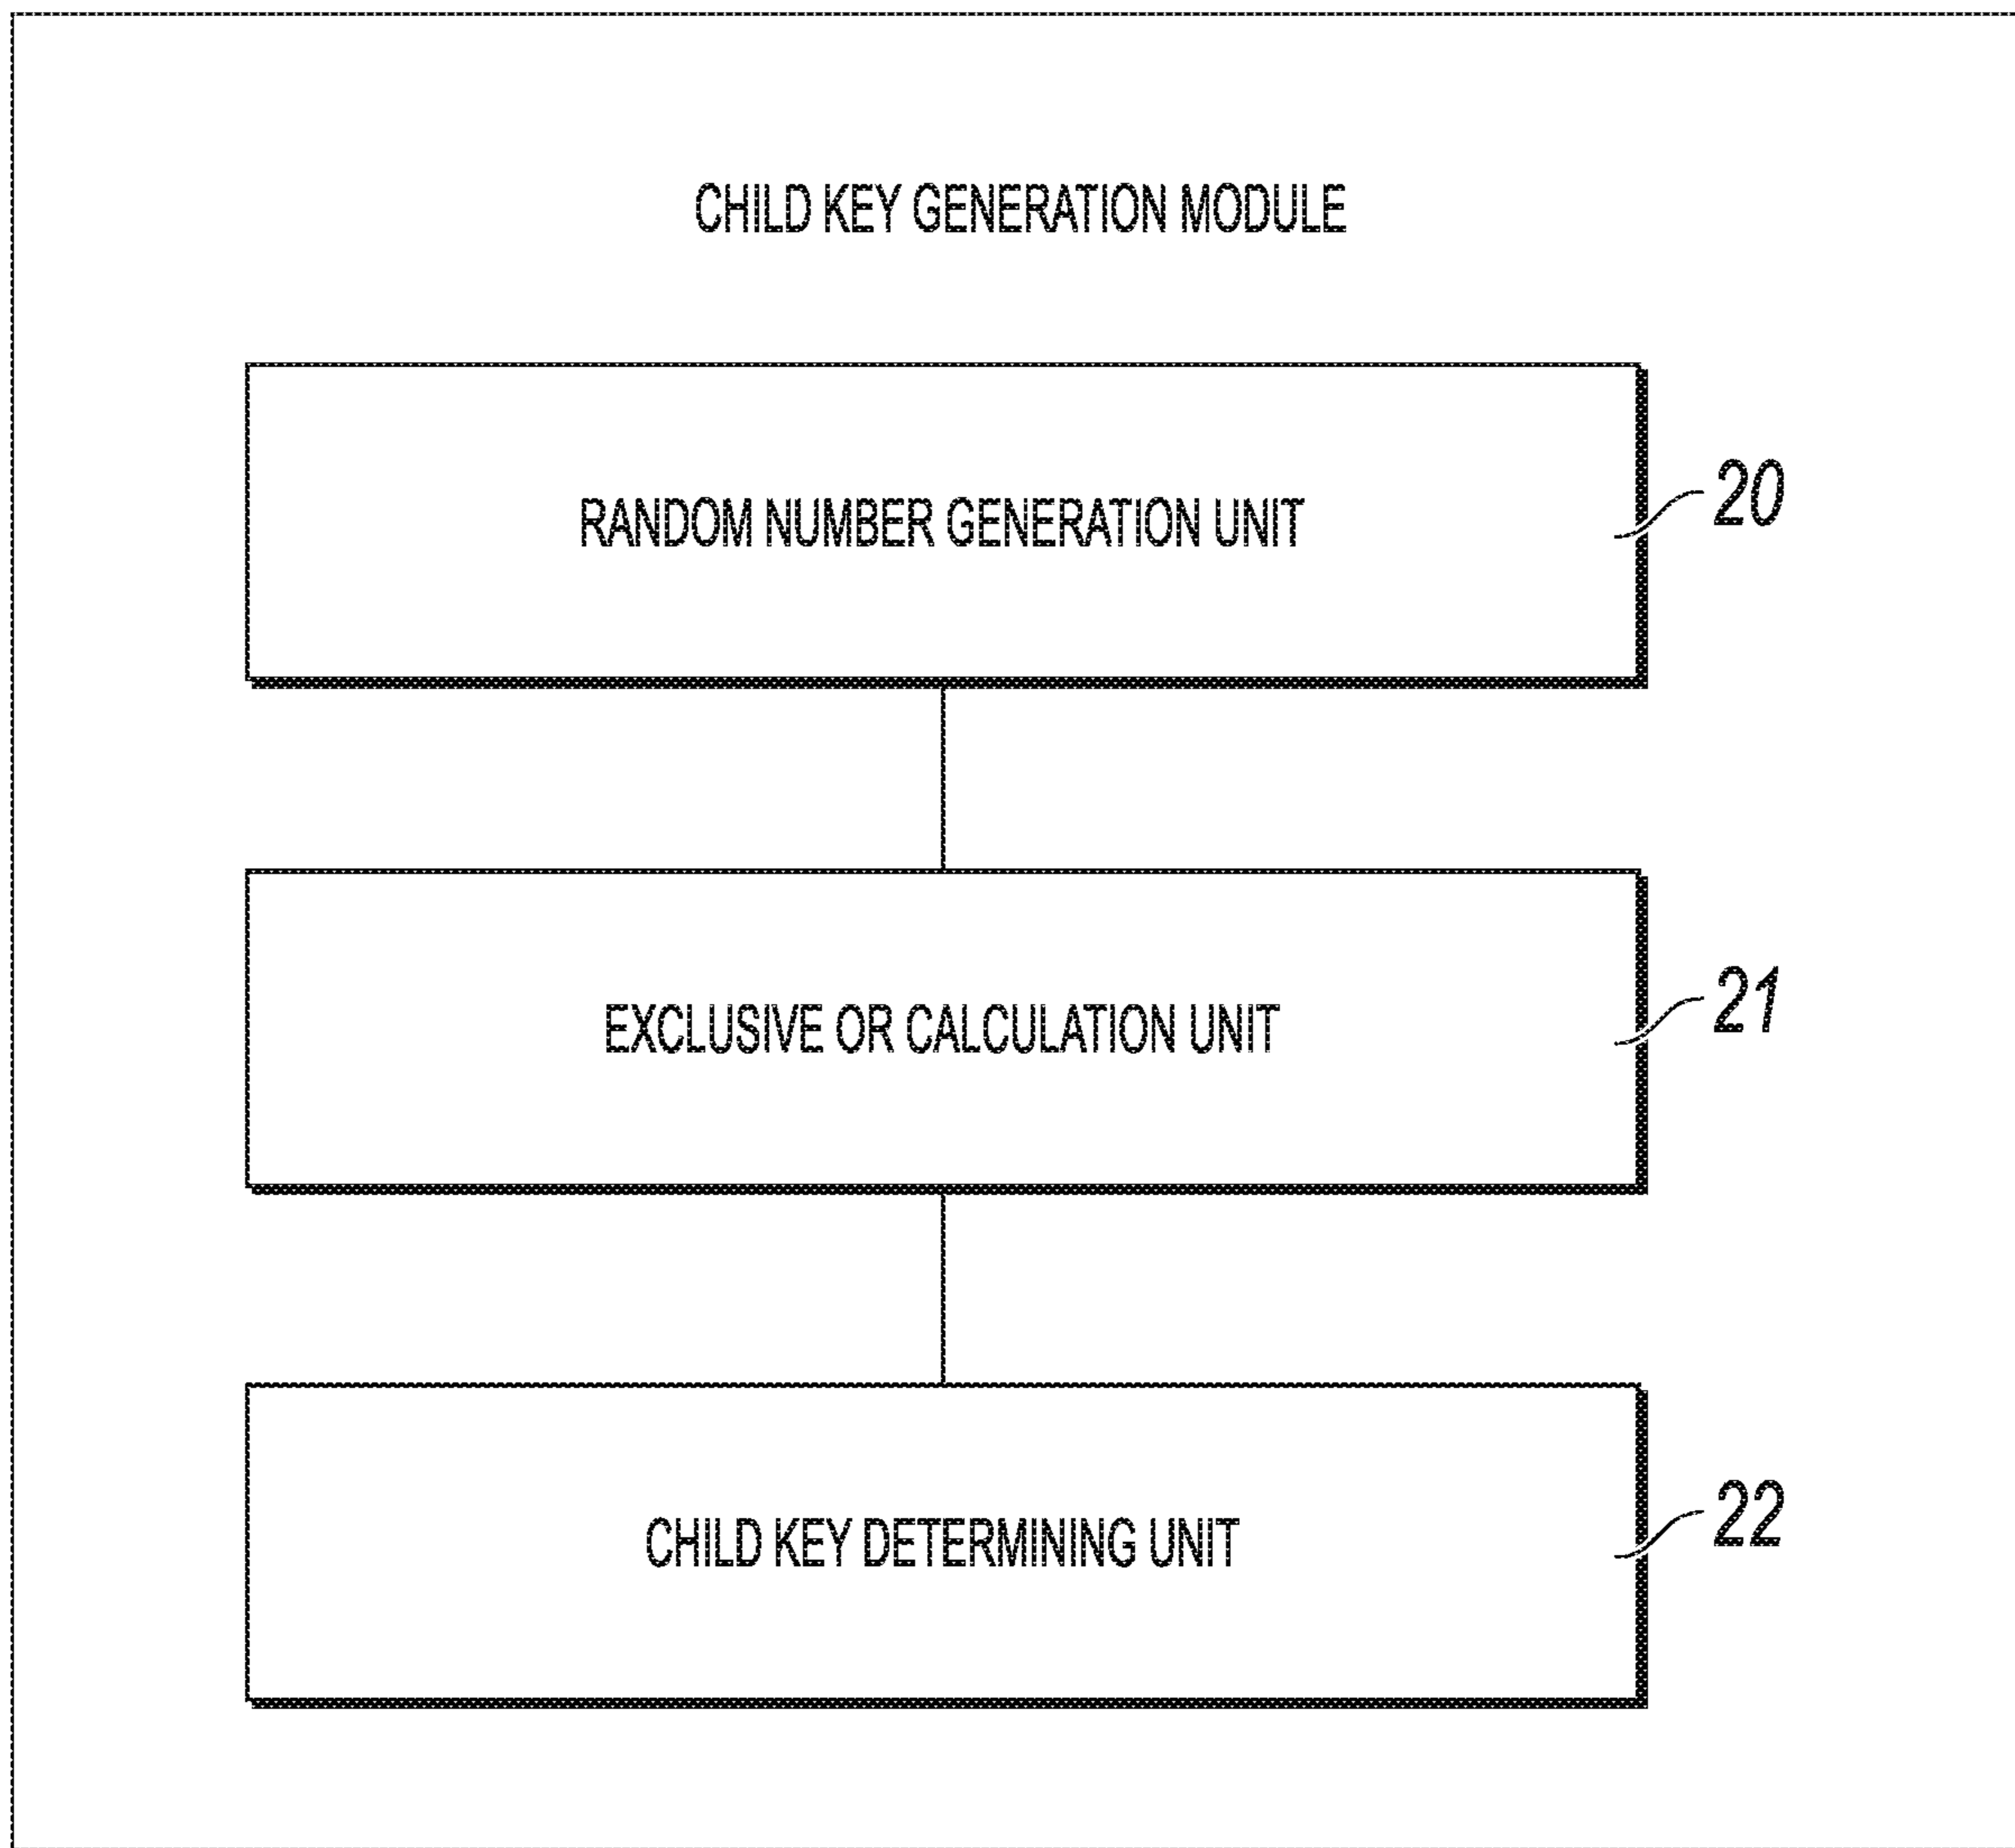 CHILD KEY GENERATION MODULE
RANDOM NUMBER GENERATION UNIT
20
EXCLUSIVE OR CALCULATION UNIT
21
CHILD KEY DETERMINING UNIT
22